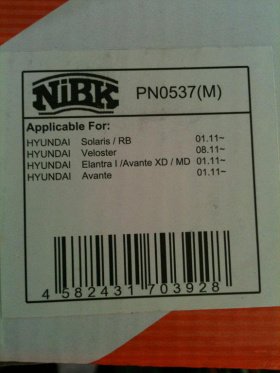 NiBK PN0537(M)
Applicable For:
HYUNDAI Solaris / RB 01.11~
HYUNDAI Veloster 08.11~
HYUNDAI Elantra I /Avante XD / MD 01.11~
HYUNDAI Avante 01.11~
4 582431 703928